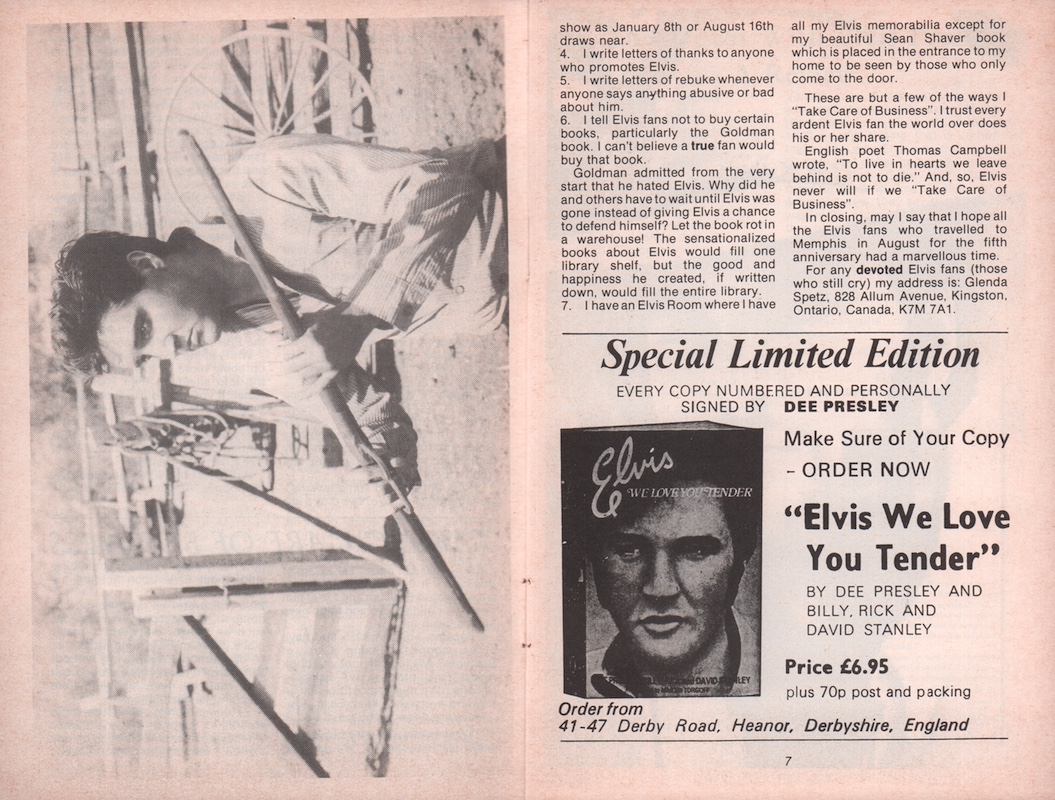 show as January 8th or August 16th
draws near.
4. I write letters of thanks to anyone
who promotes Elvis.
5. I write letters of rebuke whenever
anyone says anything abusive or bad
about him.
6. I tell Elvis fans not to buy certain
books, particularly the Goldman
book. I can't believe a true fan would
buy that book.
Goldman admitted from the very
start that he hated Elvis. Why did he
and others have to wait until Elvis was
gone instead of giving Elvis a chance
to defend himself? Let the book rot in
a warehouse! The sensationalized
books about Elvis would fill one
library shelf, but the good and
happiness he created, if written
down, would fill the entire library.
7. I have an Elvis Room where I have
all my Elvis memorabilia except for
my beautiful Sean Shaver book
which is placed in the entrance to my
home to be seen by those who only
come to the door.
These are but a few of the ways I
"Take Care of Business". I trust every
ardent Elvis fan the world over does
his or her share.
English poet Thomas Campbell
wrote, "To live in hearts we leave
behind is not to die." And, so, Elvis
never will if we "Take Care of
Business".
In closing, may I say that I hope all
the Elvis fans who travelled to
Memphis in August for the fifth
anniversary had a marvellous time.
For any devoted Elvis fans (those
who still cry) my address is: Glenda
Spetz, 828 Allum Avenue, Kingston,
Ontario, Canada, K7M 7A1.
Special Limited Edition
EVERY COPY NUMBERED AND PERSONALLY
SIGNED BY DEE PRESLEY
Elvis
WE LOVE YOU TENDER
DAVID STANLEY
Make Sure of Your Copy
- ORDER NOW
"Elvis We Love
You Tender"
BY DEE PRESLEY AND
BILLY, RICK AND
DAVID STANLEY
Price £6.95
plus 70p post and packing
Order from
41-47 Derby Road, Heanor, Derbyshire, England
7